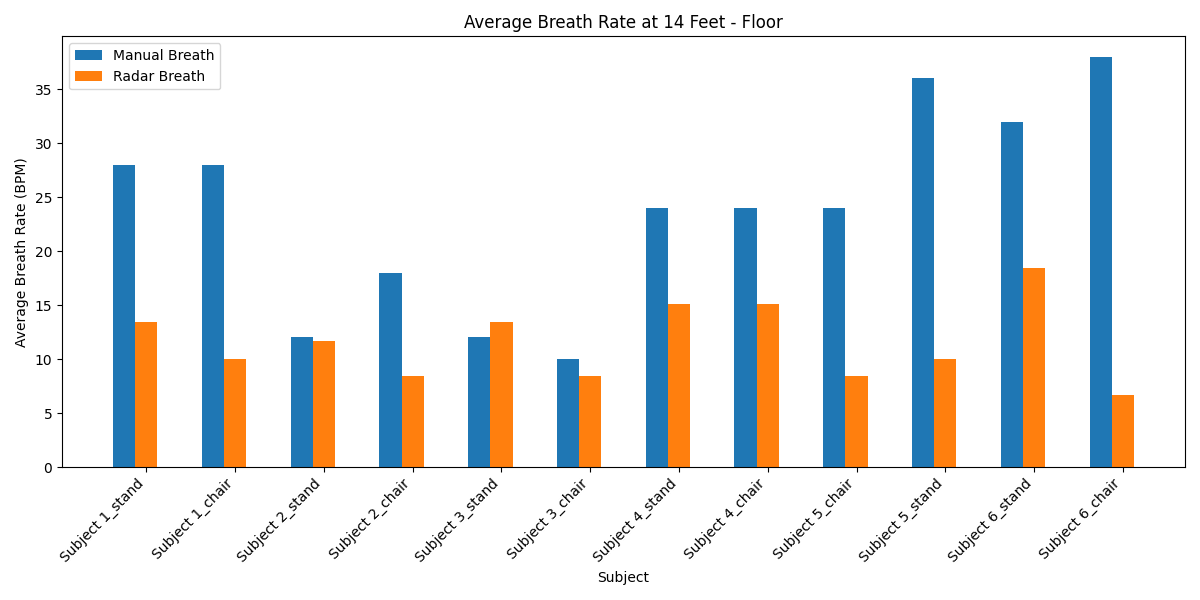 Average Breath Rate at 14 Feet - Floor
Manual Breath
Radar Breath
Average Breath Rate (BPM)
35
30
25
20
15
10
5
0
Subject 1_stand
Subject 1_chair
Subject 2_stand
Subject 2_chair
Subject 3_stand
Subject 3_chair
Subject 4_stand
Subject 4_chair
Subject 5_chair
Subject 5_stand
Subject 6_stand
Subject 6_chair
Subject